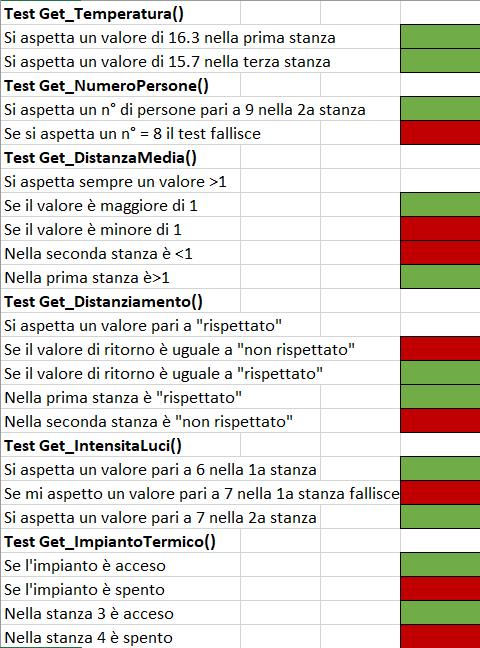 Test Get_Temperatura()
Si aspetta un valore di 16.3 nella prima stanza
Si aspetta un valore di 15.7 nella terza stanza
Test Get_NumeroPersone()
Si aspetta un n° di persone pari a 9 nella 2a stanza
Se si aspetta un n° = 8 il test fallisce
Test Get_DistanzaMedia()
Si aspetta sempre un valore >1
Se il valore è maggiore di 1
Se il valore è minore di 1
Nella seconda stanza è <1
Nella prima stanza è>1
Test Get_Distanziamento()
Si aspetta un valore pari a "rispettato"
Se il valore di ritorno è uguale a "non rispettato"
Se il valore di ritorno è uguale a "rispettato"
Nella prima stanza è "rispettato"
Nella seconda stanza è "non rispettato"
Test Get_IntensitaLuci()
Si aspetta un valore pari a 6 nella 1a stanza
Se mi aspetto un valore pari a 7 nella 1a stanza fallisce
Si aspetta un valore pari a 7 nella 2a stanza
Test Get_ImpiantoTermico()
Se l'impianto è acceso
Se l'impianto è spento
Nella stanza 3 è acceso
Nella stanza 4 è spento